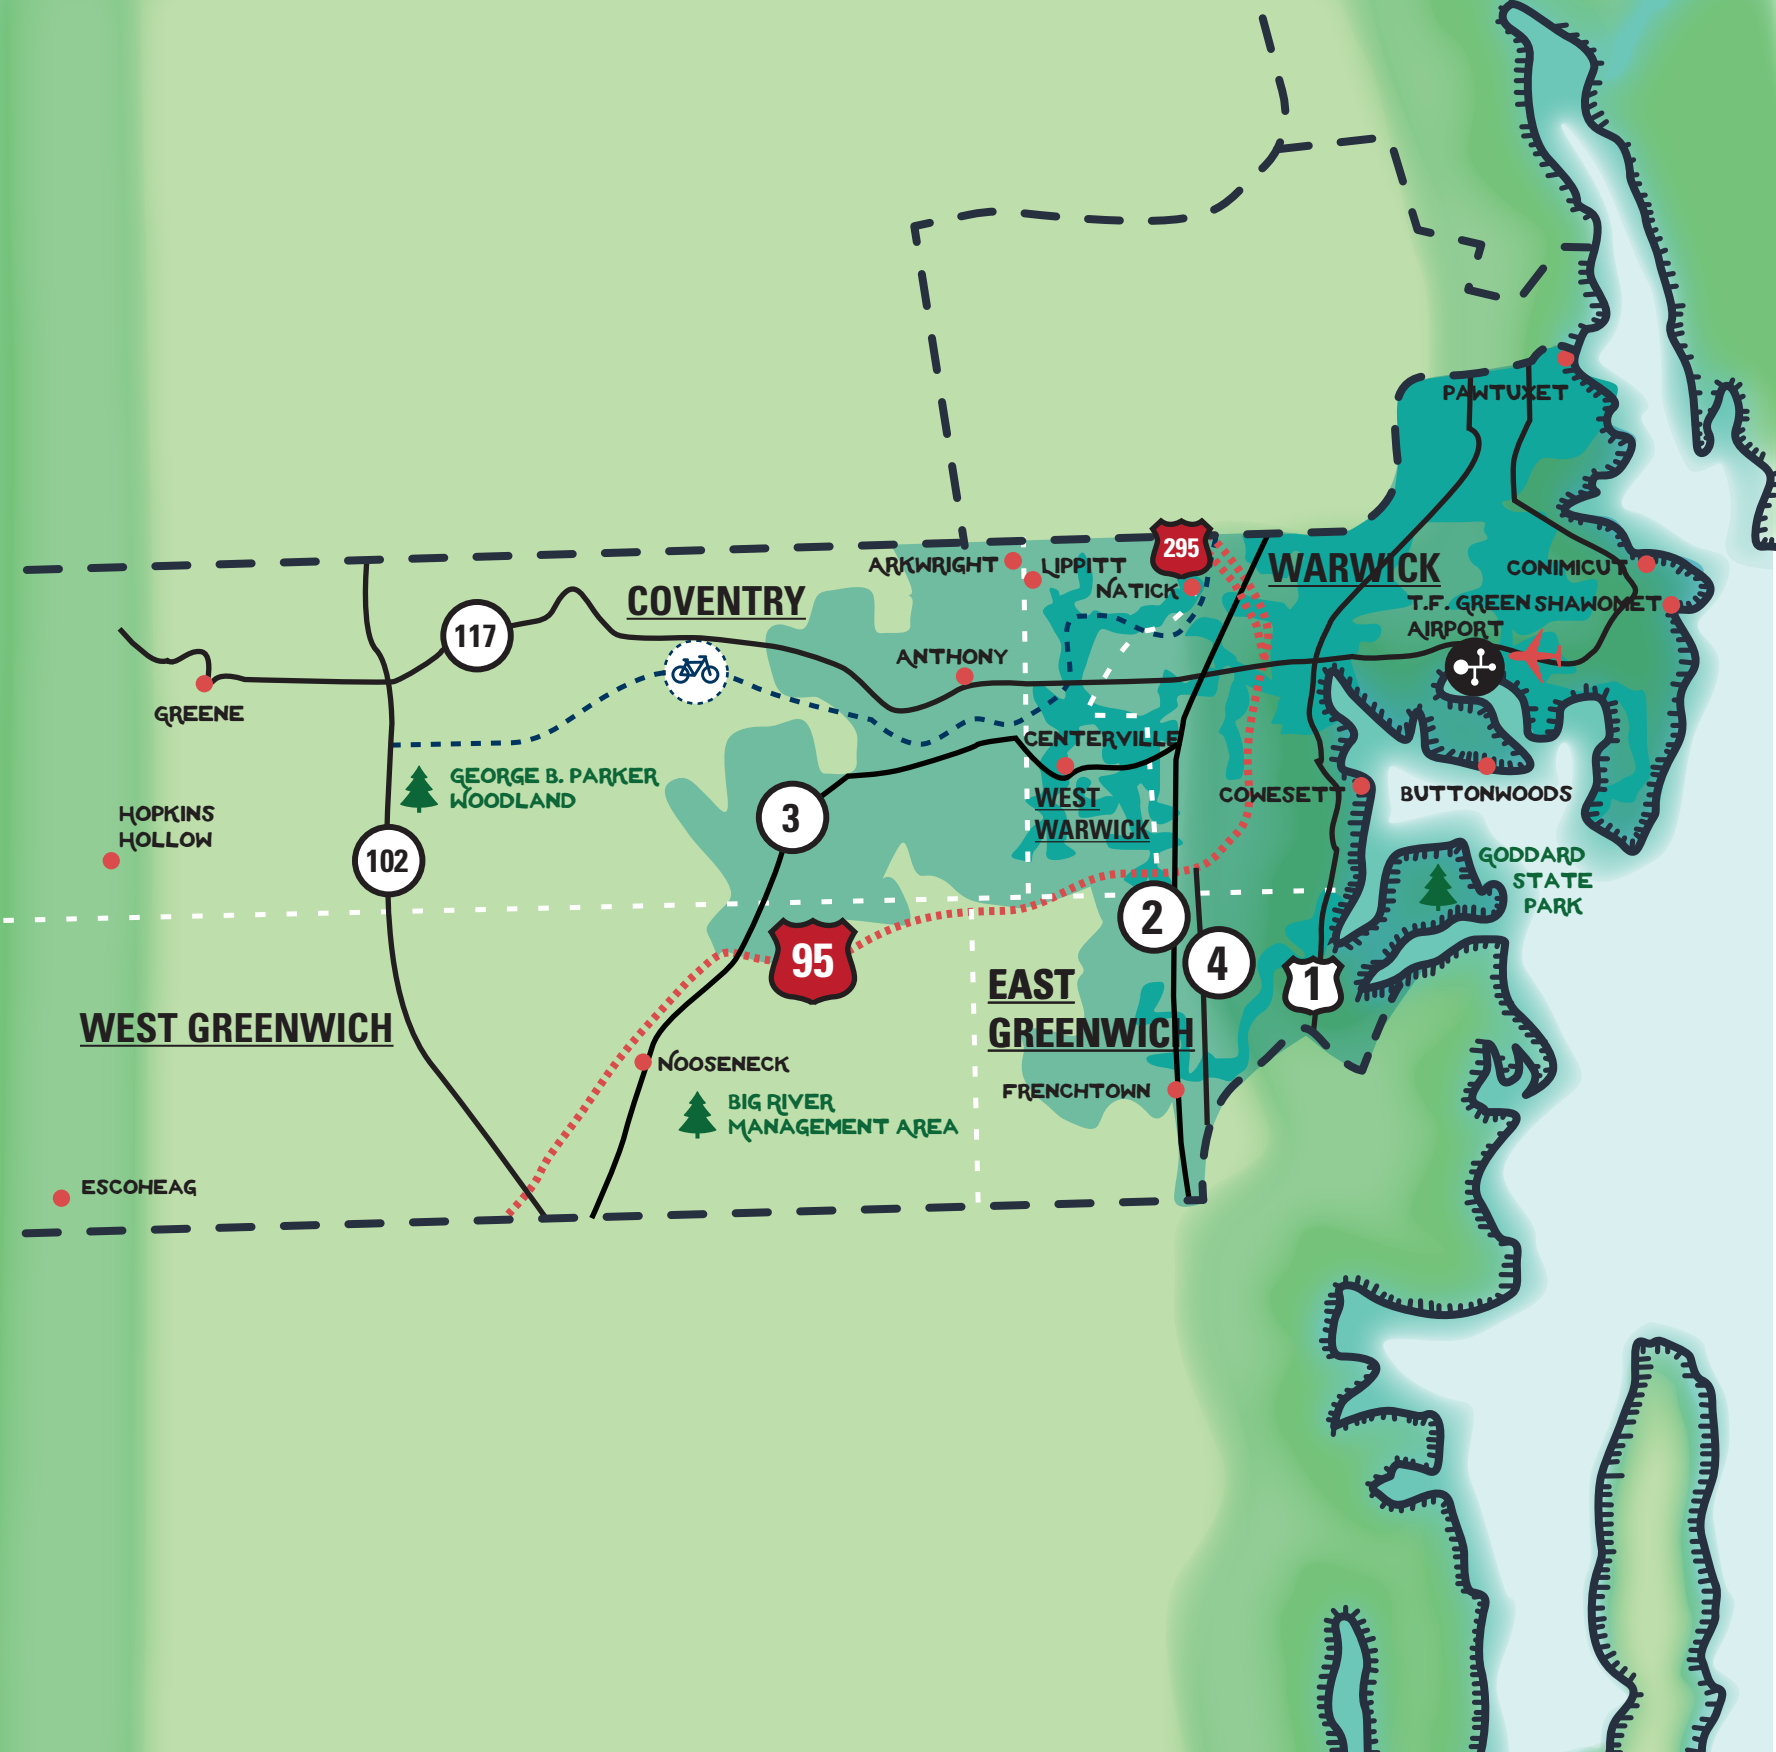 PAWTUXET
295
ARKWRIGHT
LIPPITT
NATICK
WARWICK
CONIMICUT
COVENTRY
T.F. GREEN
AIRPORT
SHAWOMET
117
ANTHONY
GREENE
CENTERVILLE
GEORGE B. PARKER
WOODLAND
3
WEST
WARWICK
COWESETT
BUTTONWOODS
HOPKINS
HOLLOW
102
GODDARD
STATE
PARK
2
95
4
1
EAST
GREENWICH
WEST GREENWICH
NOOSENECK
FRENCHTOWN
BIG RIVER
MANAGEMENT AREA
ESCOHEAG